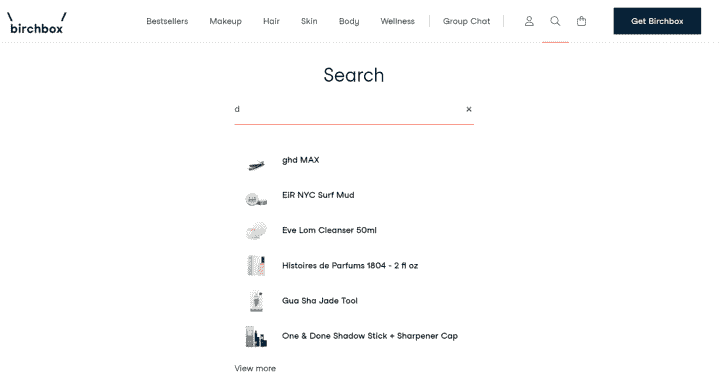 birchbox
Bestsellers Makeup Hair Skin Body Wellness Group Chat Get Birchbox
Search
d
ghd MAX
EiR NYC Surf Mud
Eve Lom Cleanser 50ml
Histoires de Parfums 1804 - 2 fl oz
Gua Sha Jade Tool
One & Done Shadow Stick + Sharpener Cap
View more